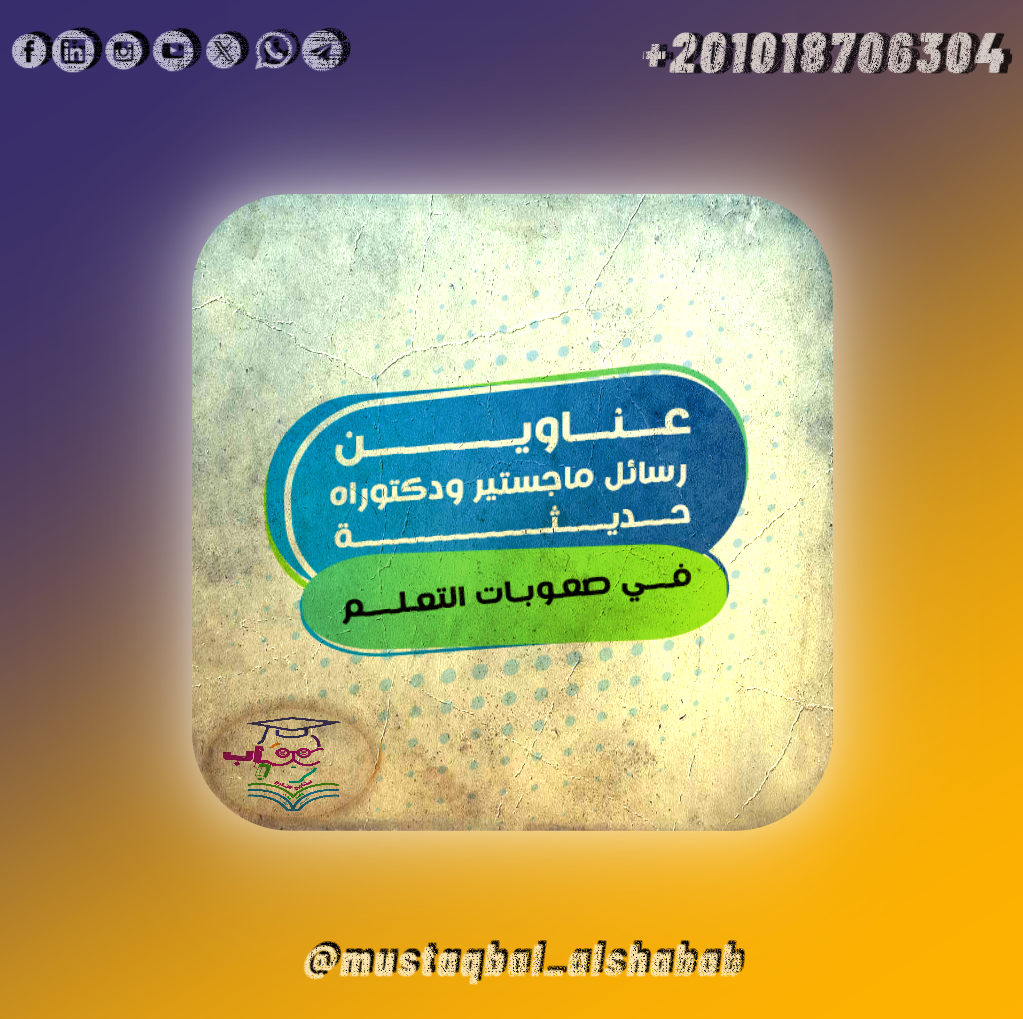 +201018706304
عناوين
رسائل ماجستير ودكتوراه
حديثة
في صعوبات التعلم
@mustaqbal_alshabab